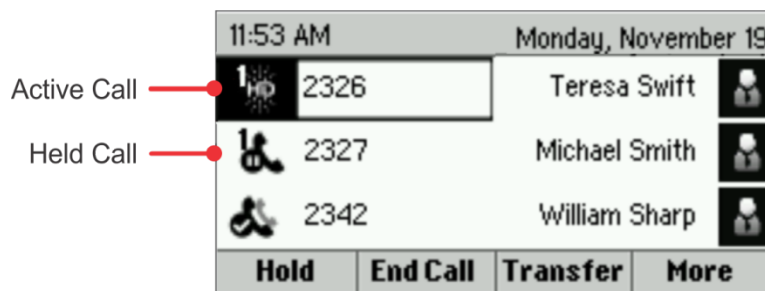 11:53 AM Monday, November 19
Active Call 1 HD 2326 Teresa Swift
Held Call 1 2327 Michael Smith
2342 William Sharp
Hold End Call Transfer More